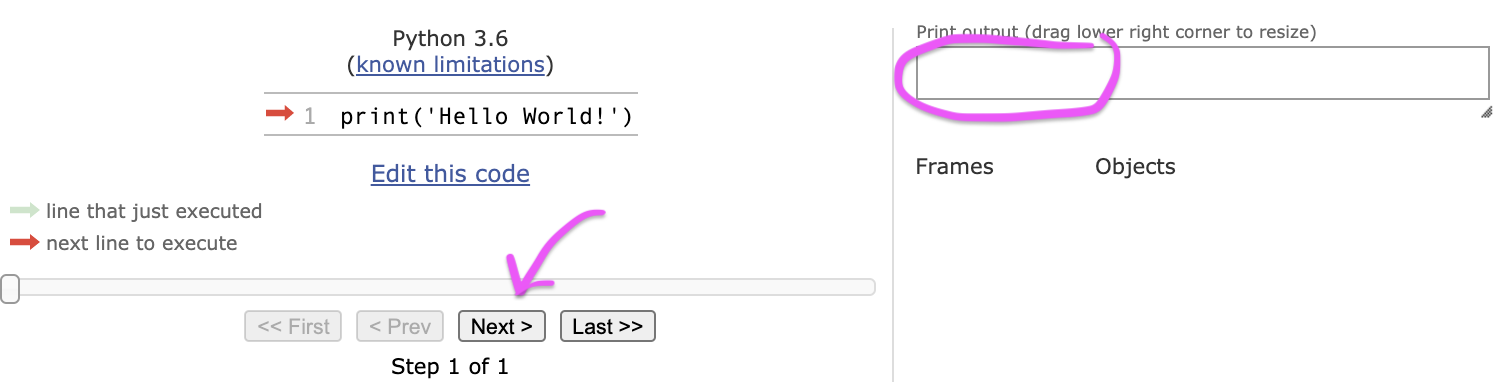 Python 3.6
(known limitations)
1 print('Hello World!')
Edit this code
line that just executed
next line to execute
<< First < Prev Next > Last >>
Step 1 of 1
Print output (drag lower right corner to resize)
Frames Objects